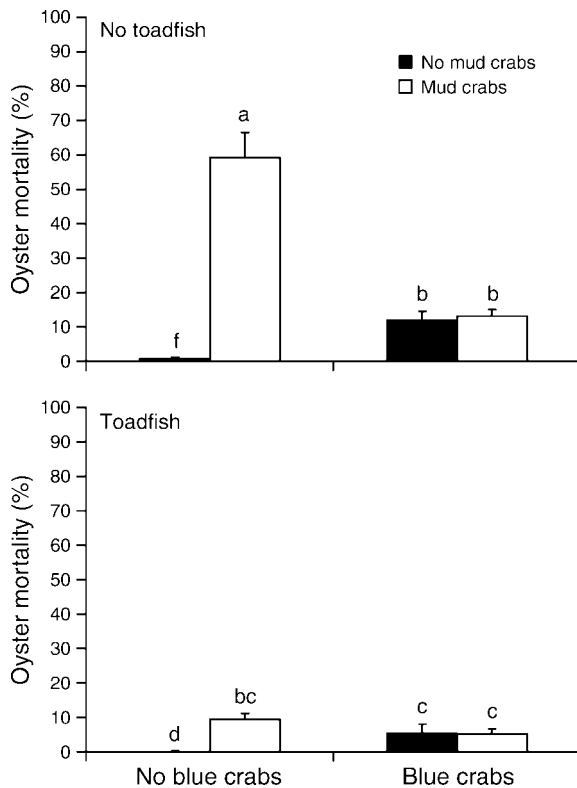 No toadfish
100
90
80
70
60
50
40
30
20
10
0
Oyster mortality (%)
No mud crabs
Mud crabs
f
a
b
b
Toadfish
100
90
80
70
60
50
40
30
20
10
0
Oyster mortality (%)
d
bc
c
c
No blue crabs
Blue crabs